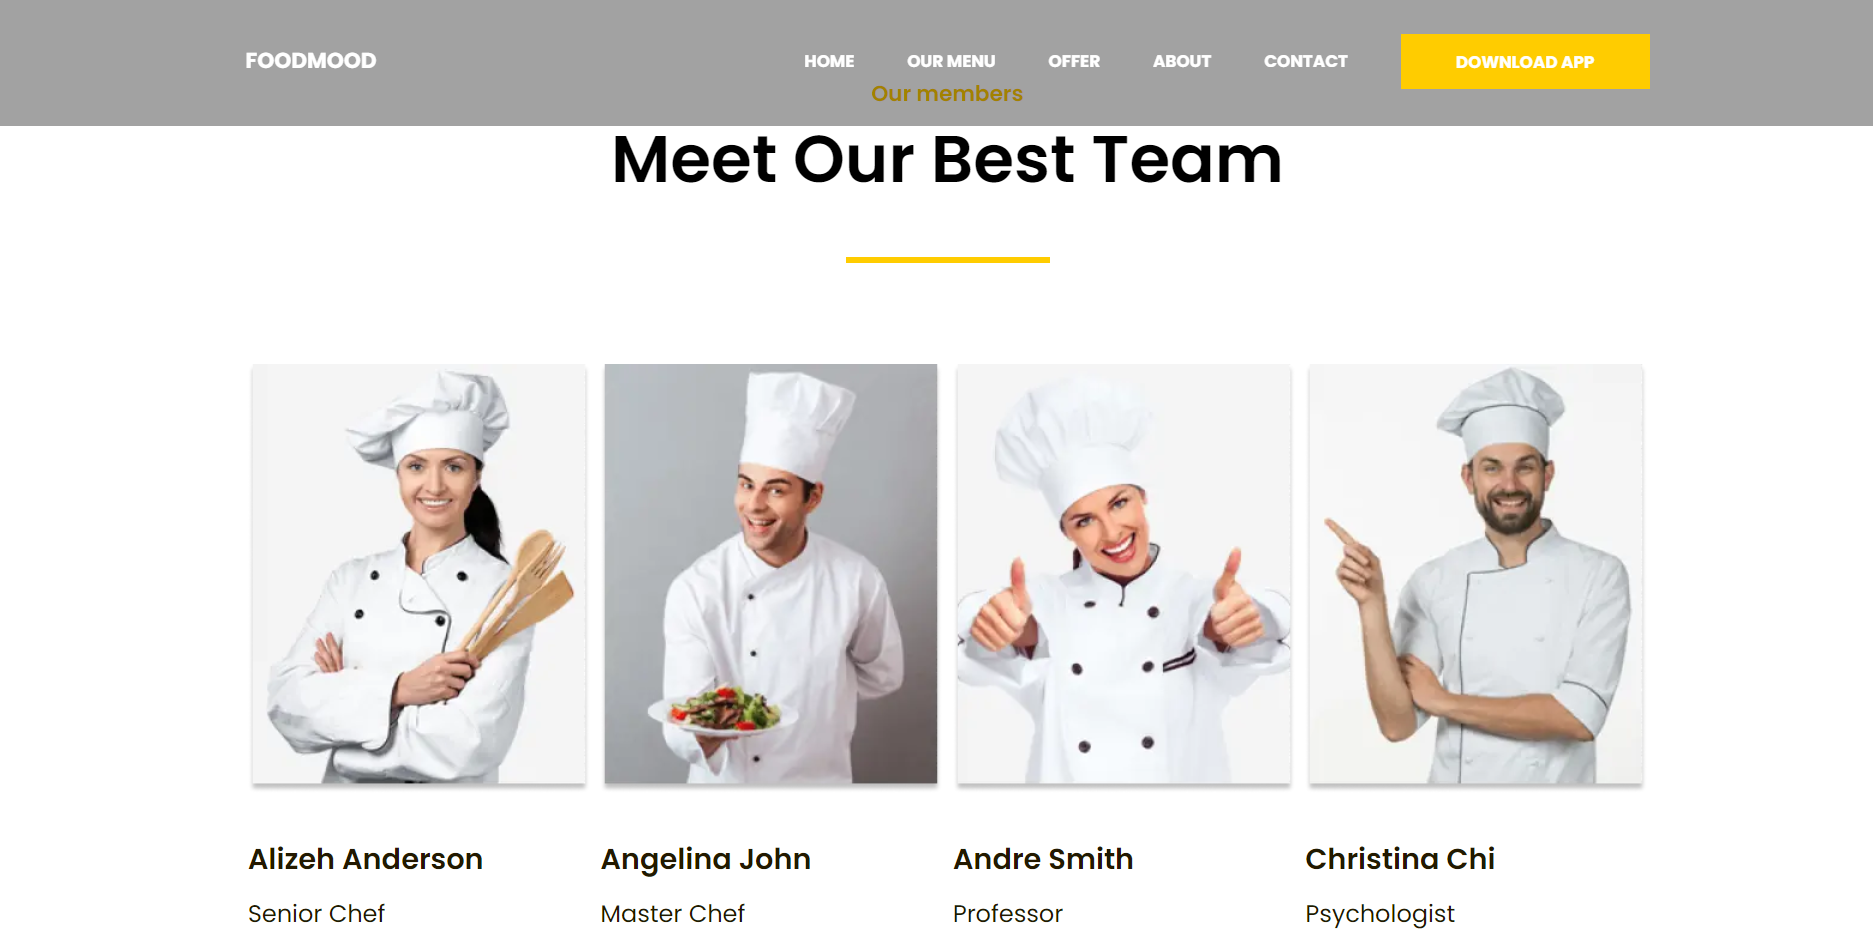 FOODMOOD
HOME
OUR MENU
OFFER
ABOUT
CONTACT
DOWNLOAD APP
Our members
Meet Our Best Team
Alizeh Anderson
Senior Chef
Angelina John
Master Chef
Andre Smith
Professor
Christina Chi
Psychologist